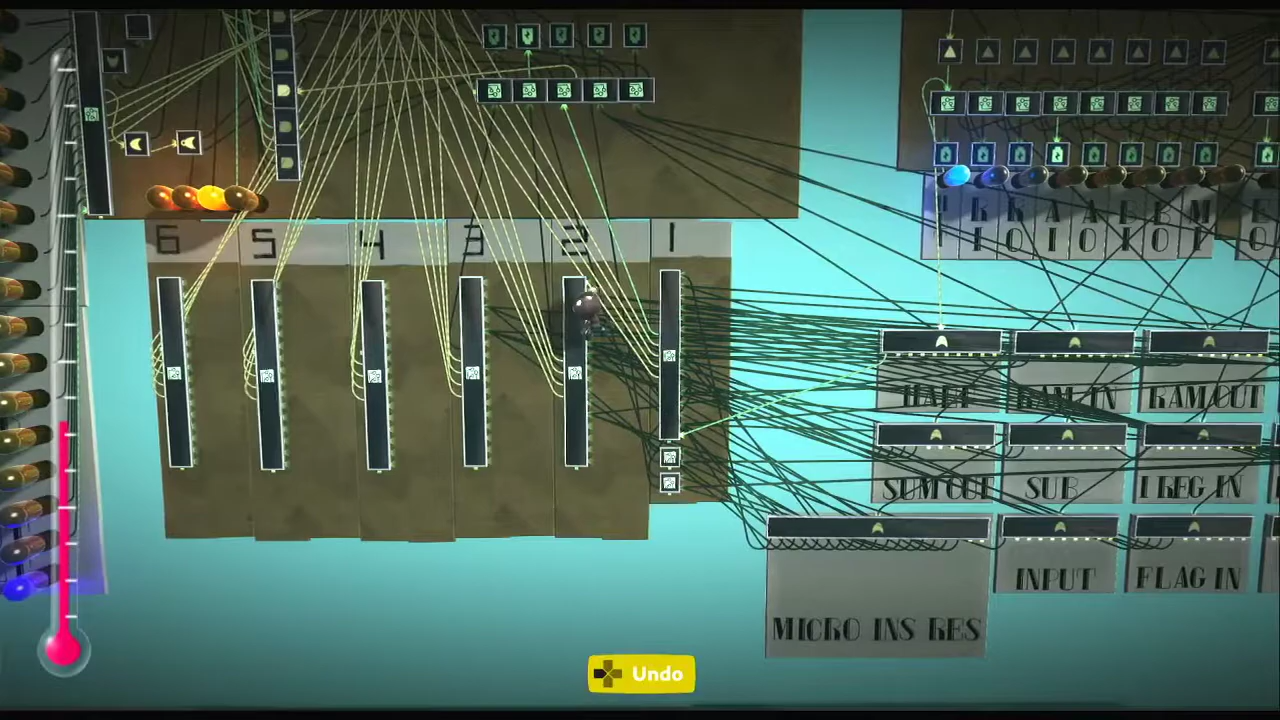 6 5 4 3 2 1
HALT RAM IN RAM OUT
SUM OUT SUB I REG IN
INPUT FLAG IN
MICRO INS RES
Undo